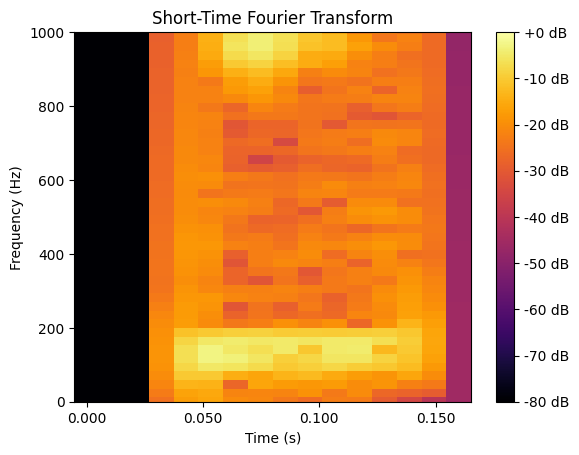 Short-Time Fourier Transform
1000
800
600
400
200
0
Frequency (Hz)
0.000
0.050
0.100
0.150
Time (s)
+0 dB
-10 dB
-20 dB
-30 dB
-40 dB
-50 dB
-60 dB
-70 dB
-80 dB